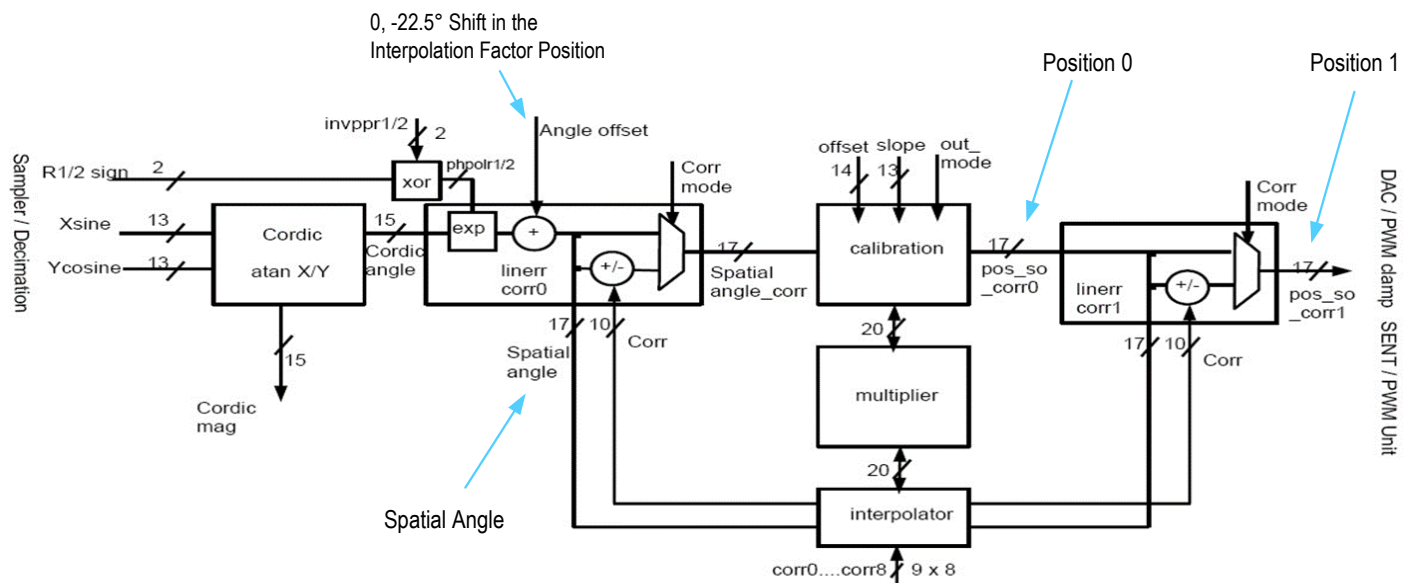 0, -22.5° Shift in the
Interpolation Factor Position
Position 0
Position 1
invppr1/2
2
Angle offset
Sampler / Decimation
R1/2 sign
2
xor
phpolr1/2
Corr
mode
offset
slope
out_
mode
14
13
Corr
mode
DAC / PWM clamp SENT / PWM Unit
Xsine
13
Ycosine
13
Cordic
atan X/Y
15
Cordic
angle
exp
+
linerr
corr0
+/-
17
Spatial
angle_corr
calibration
17
pos_so
_corr0
linerr
corr1
+/-
17
pos_so
_corr1
15
Cordic
mag
17
10
Corr
Spatial
angle
20
17
10
Corr
multiplier
20
Spatial Angle
interpolator
corr0....corr8
9 x 8